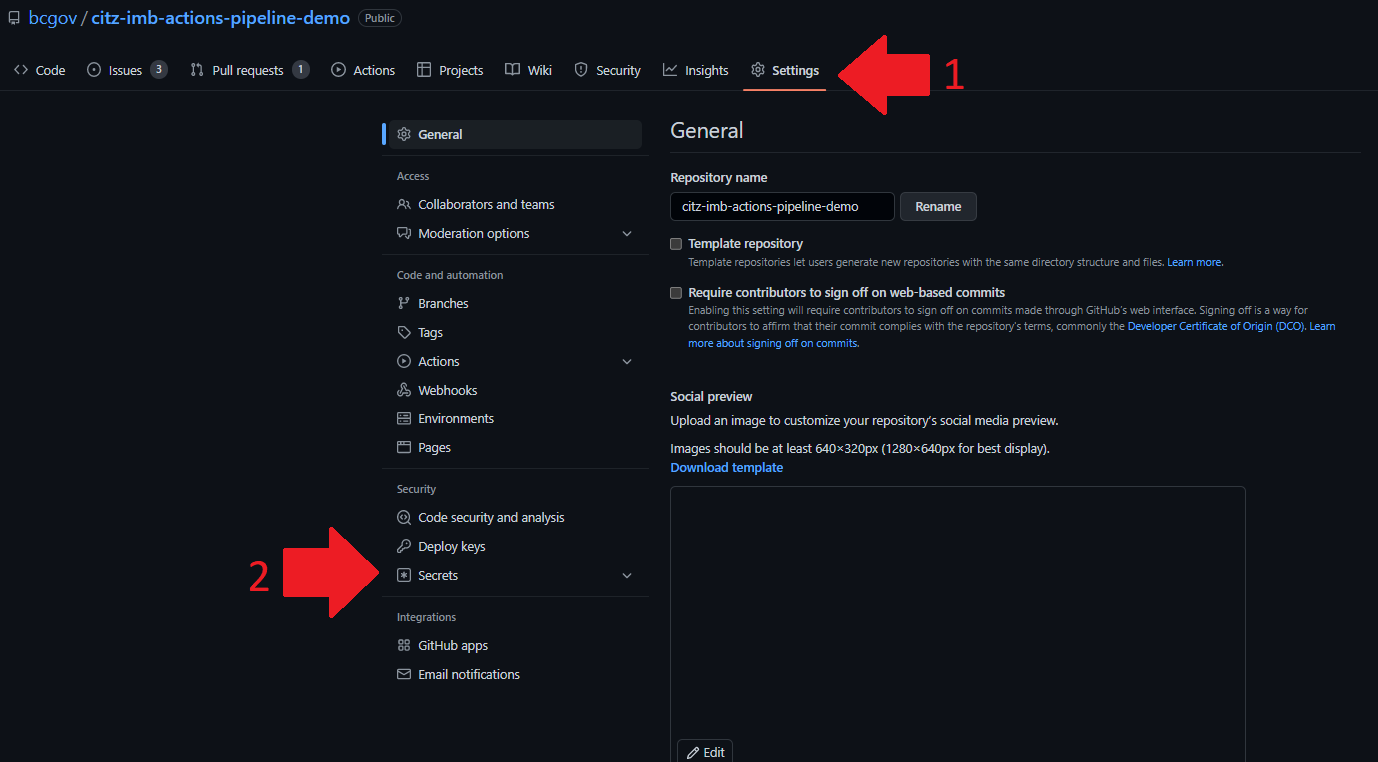 bcgov / citz-imb-actions-pipeline-demo Public
Code Issues 3 Pull requests 1 Actions Projects Wiki Security Insights Settings 1
General
Access
Collaborators and teams
Moderation options
Code and automation
Branches
Tags
Actions
Webhooks
Environments
Pages
Security
Code security and analysis
Deploy keys
2 Secrets
Integrations
GitHub apps
Email notifications
General
Repository name
citz-imb-actions-pipeline-demo Rename
Template repository
Template repositories let users generate new repositories with the same directory structure and files. Learn more.
Require contributors to sign off on web-based commits
Enabling this setting will require contributors to sign off on commits made through GitHub's web interface. Signing off is a way for
contributors to affirm that their commit complies with the repository's terms, commonly the Developer Certificate of Origin (DCO). Learn
more about signing off on commits.
Social preview
Upload an image to customize your repository's social media preview.
Images should be at least 640×320px (1280×640px for best display).
Download template
Edit